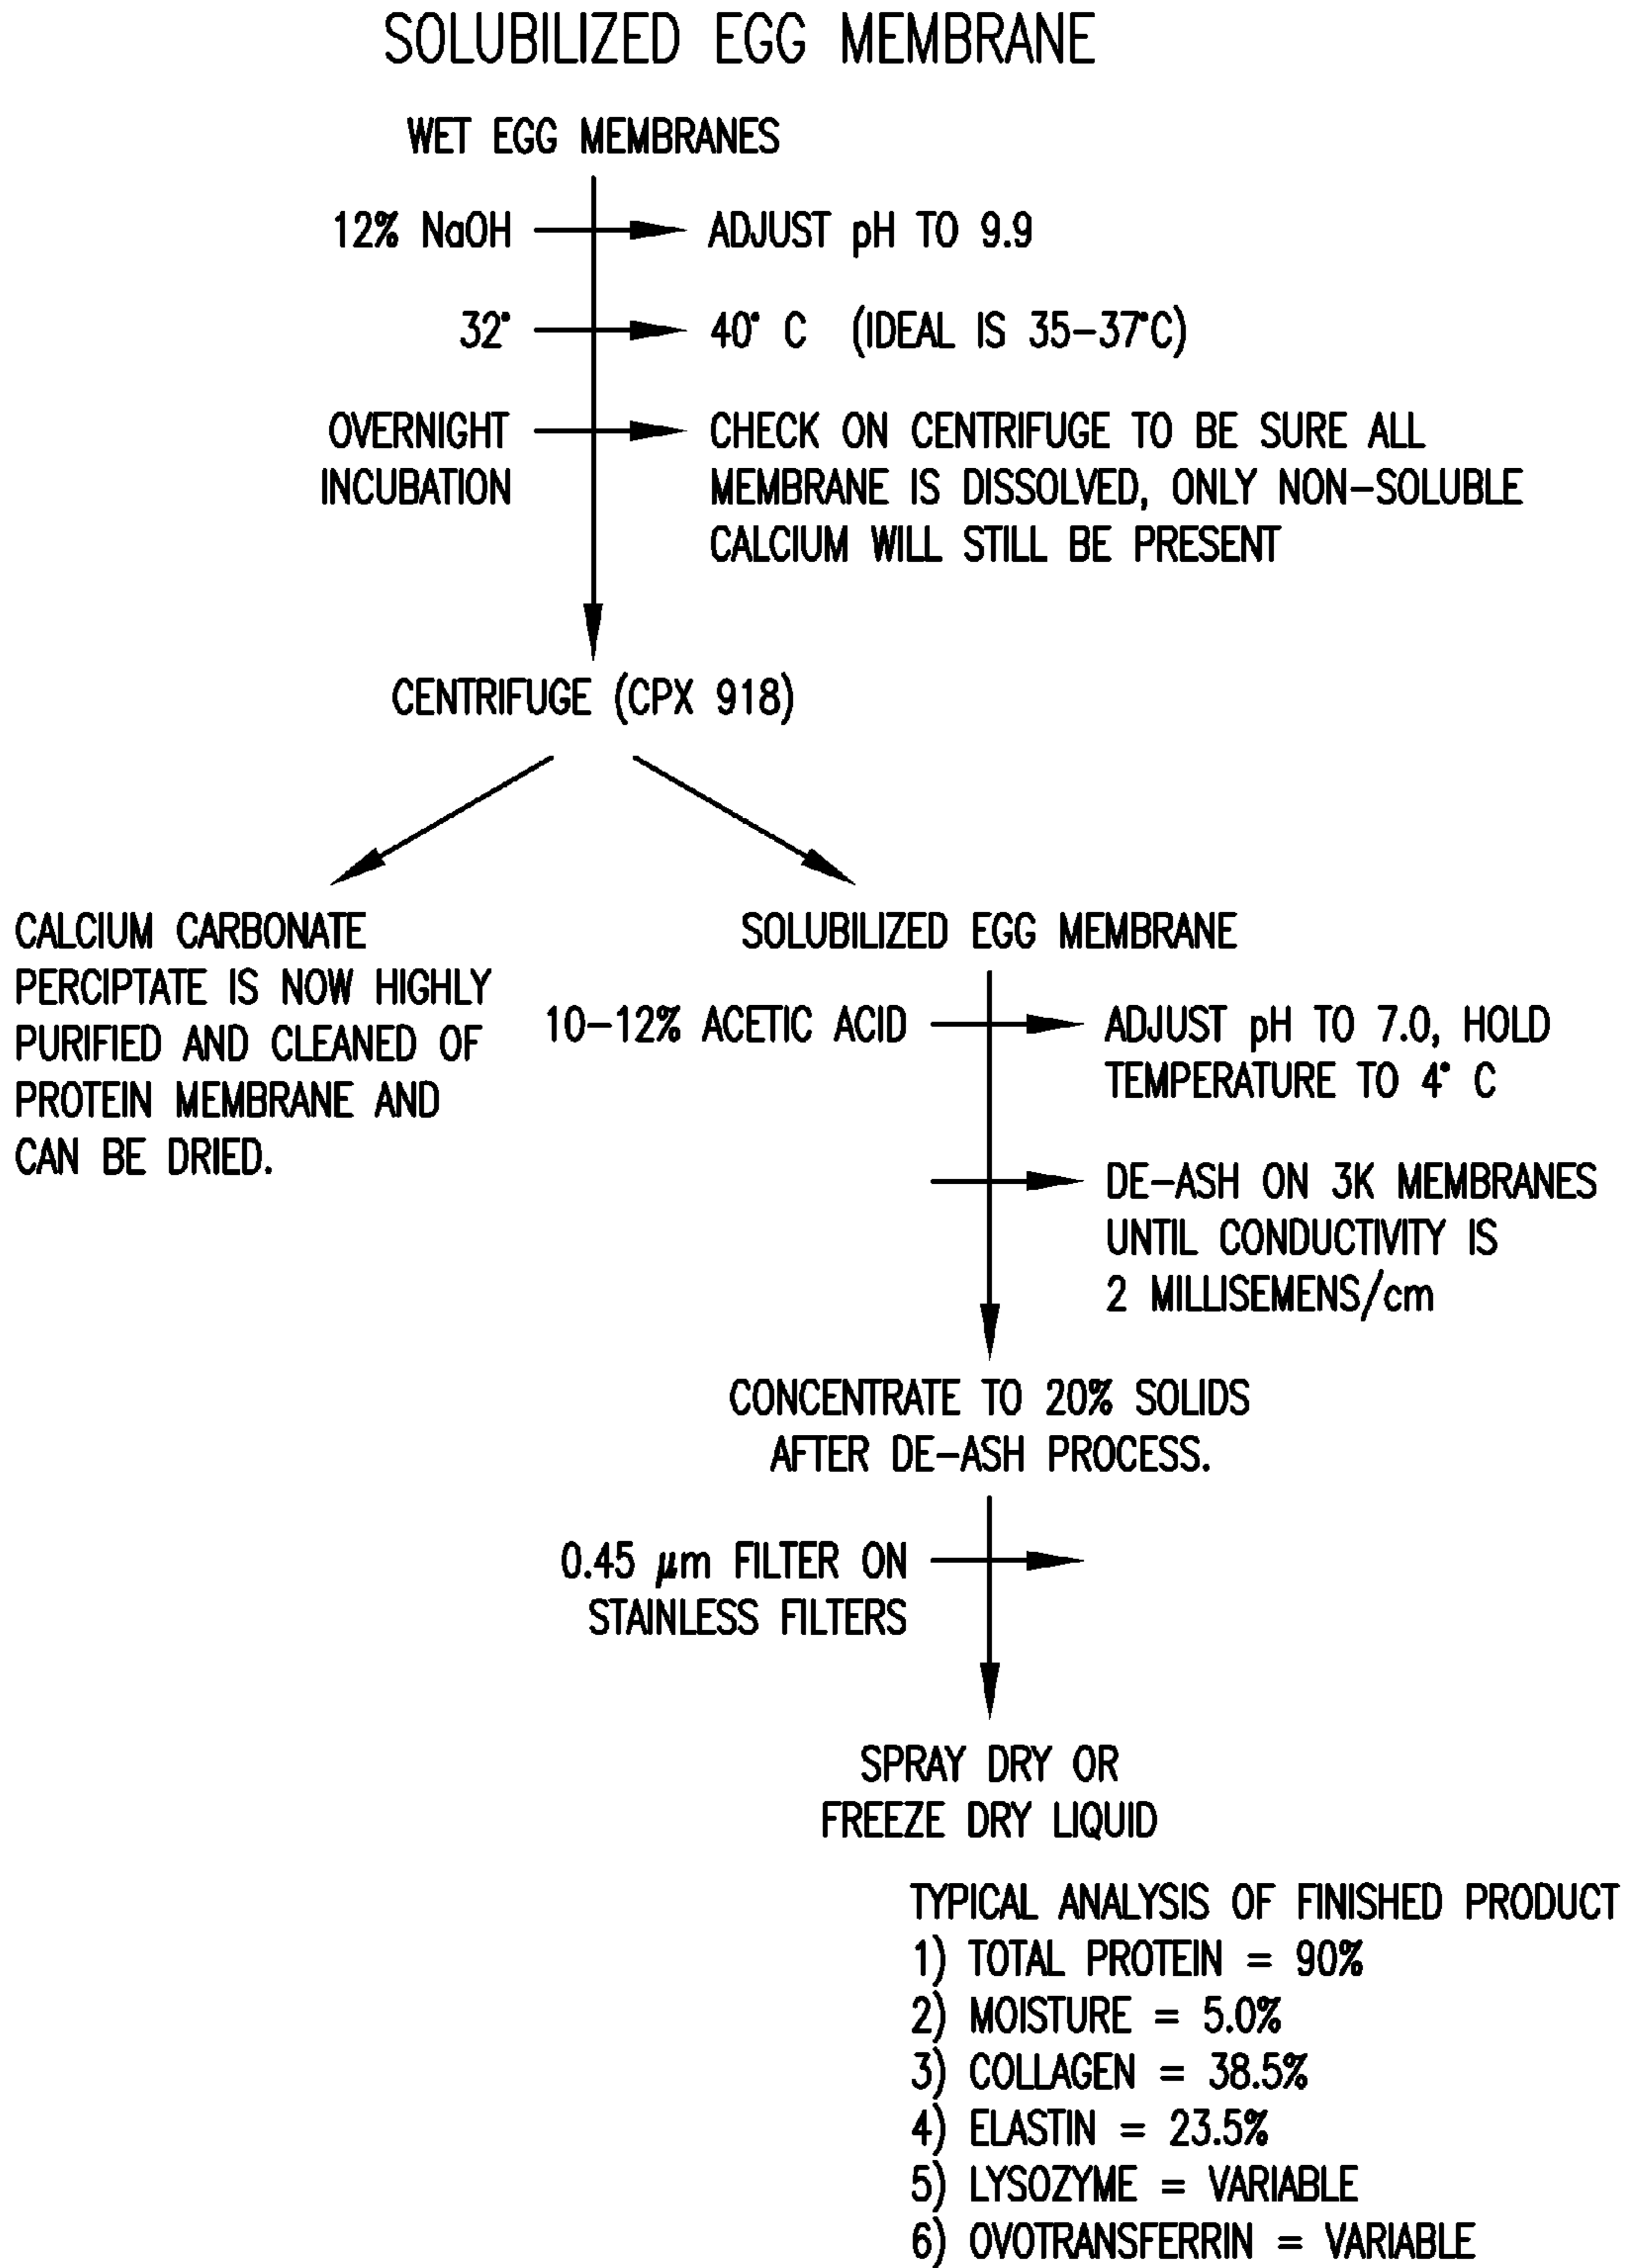 SOLUBILIZED EGG MEMBRANE
WET EGG MEMBRANES
12% NaOH
ADJUST pH TO 9.9
32°
40° C (IDEAL IS 35-37°C)
OVERNIGHT
INCUBATION
CHECK ON CENTRIFUGE TO BE SURE ALL
MEMBRANE IS DISSOLVED, ONLY NON-SOLUBLE
CALCIUM WILL STILL BE PRESENT
CENTRIFUGE (CPX 918)
CALCIUM CARBONATE
PERCIPTATE IS NOW HIGHLY
PURIFIED AND CLEANED OF
PROTEIN MEMBRANE AND
CAN BE DRIED.
SOLUBILIZED EGG MEMBRANE
10-12% ACETIC ACID
ADJUST pH TO 7.0, HOLD
TEMPERATURE TO 4° C
DE-ASH ON 3K MEMBRANES
UNTIL CONDUCTIVITY IS
2 MILLISEMENS/cm
CONCENTRATE TO 20% SOLIDS
AFTER DE-ASH PROCESS.
0.45 µm FILTER ON
STAINLESS FILTERS
SPRAY DRY OR
FREEZE DRY LIQUID
TYPICAL ANALYSIS OF FINISHED PRODUCT
1) TOTAL PROTEIN = 90%
2) MOISTURE = 5.0%
3) COLLAGEN = 38.5%
4) ELASTIN = 23.5%
5) LYSOZYME = VARIABLE
6) OVOTRANSFERRIN = VARIABLE